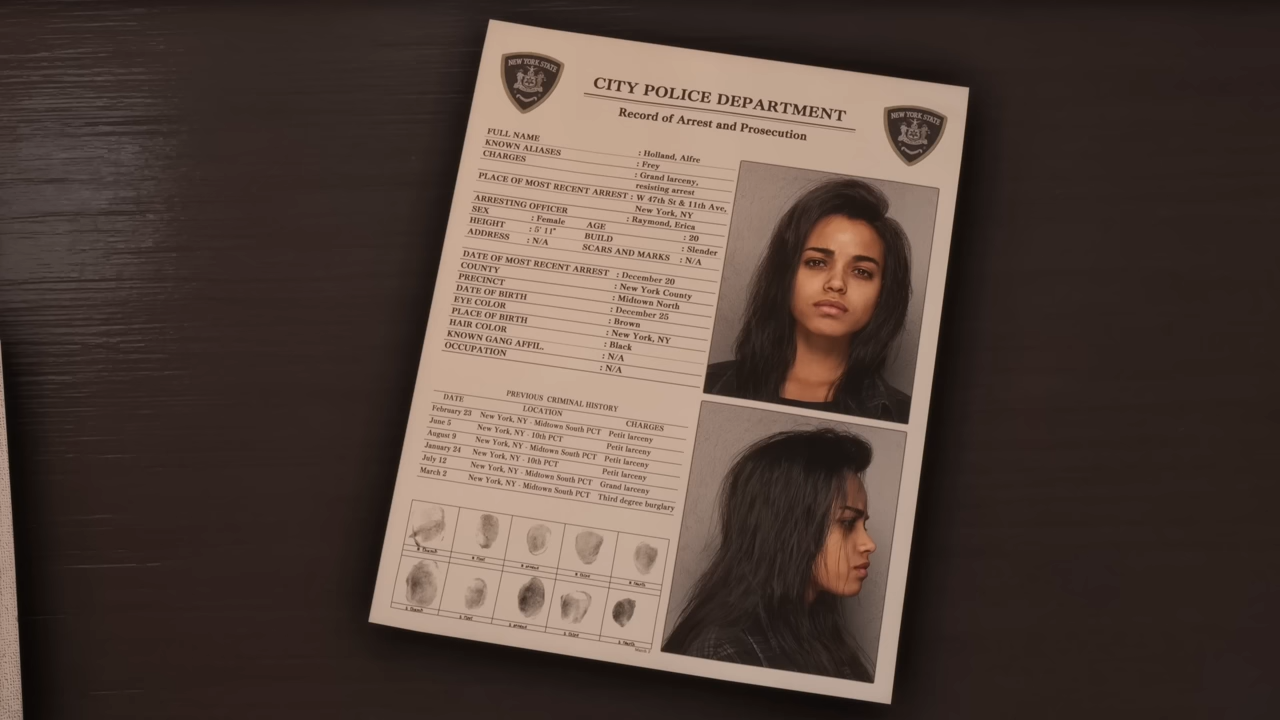 NEW YORK STATE
CITY POLICE DEPARTMENT
NEW YORK STATE
Record of Arrest and Prosecution
FULL NAME : Holland, Alfre
KNOWN ALIASES : Frey
CHARGES : Grand larceny,
resisting arrest
PLACE OF MOST RECENT ARREST : W 47th St & 11th Ave,
New York, NY
ARRESTING OFFICER : Raymond, Erica
SEX : Female AGE : 20
HEIGHT : 5' 11" BUILD : Slender
ADDRESS : N/A SCARS AND MARKS : N/A
DATE OF MOST RECENT ARREST : December 20
COUNTY : New York County
PRECINCT : Midtown North
DATE OF BIRTH : December 25
EYE COLOR : Brown
PLACE OF BIRTH : New York, NY
HAIR COLOR : Black
KNOWN GANG AFFIL. : N/A
OCCUPATION : N/A
PREVIOUS CRIMINAL HISTORY
DATE LOCATION CHARGES
February 23 New York, NY - Midtown South PCT Petit larceny
June 5 New York, NY - 10th PCT Petit larceny
August 9 New York, NY - Midtown South PCT Petit larceny
January 24 New York, NY - 10th PCT Petit larceny
July 12 New York, NY - Midtown South PCT Grand larceny
March 2 New York, NY - Midtown South PCT Third degree burglary